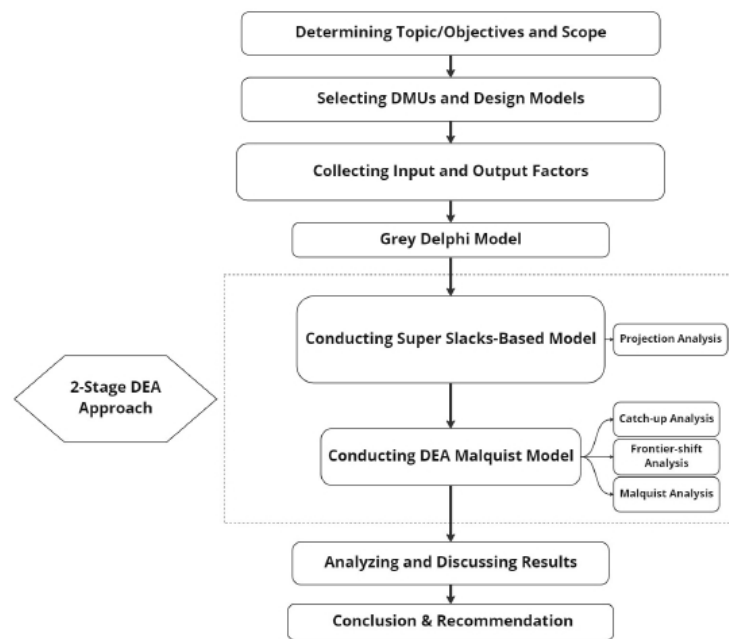 Determining Topic/Objectives and Scope
Selecting DMUs and Design Models
Collecting Input and Output Factors
Grey Delphi Model
Conducting Super Slacks-Based Model
Projection Analysis
2-Stage DEA
Approach
Conducting DEA Malquist Model
Catch-up Analysis
Frontier-shift
Analysis
Malquist Analysis
Analyzing and Discussing Results
Conclusion & Recommendation